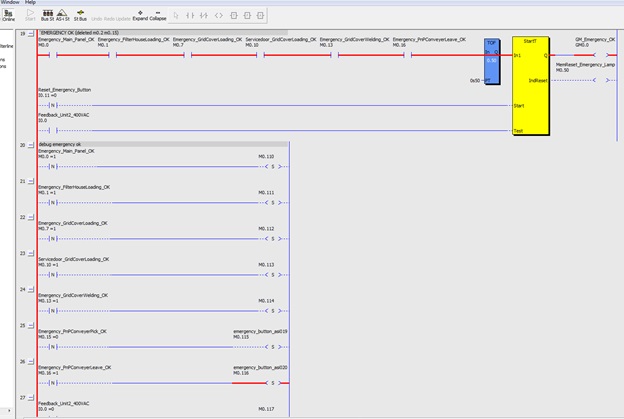 Window Help
Online Start Bus St AS+St St Bus Undo Redo Update Expand Collapse
19 EMERGENCY OK (deleted m0.2 m0.15)
Emergency_Main_Panel_OK Emergency_FilterHouseLoading_OK Emergency_GridCoverLoading_OK Servicedoor_GridCoverLoading_OK Emergency_GridCoverWelding_OK Emergency_PnPConveyerLeave_OK
M0.0 M0.1 M0.7 M0.10 M0.13 M0.16
TOP
In Q
0.50
0x50 PT
StartT
In1 Q
IndReset
Start
Test
GM_Emergency_OK
GM0.0
MemReset_Emergency_Lamp
M0.50
Reset_Emergency_Button
I0.11 =0
N
Feedback_Unit2_400VAC
I0.0
N
20 debug emergency ok
Emergency_Main_Panel_OK
M0.0 =1 M0.110
N S
21
Emergency_FilterHouseLoading_OK
M0.1 =1 M0.111
N S
22
Emergency_GridCoverLoading_OK
M0.7 =1 M0.112
N S
23
Servicedoor_GridCoverLoading_OK
M0.10 =1 M0.113
N S
24
Emergency_GridCoverWelding_OK
M0.13 =1 M0.114
N S
25
Emergency_PnPConveyerPick_OK emergency_button_asi019
M0.15 =0 M0.115
N S
26
Emergency_PnPConveyerLeave_OK emergency_button_asi020
M0.16 =1 M0.116
N S
27
Feedback_Unit2_400VAC
I0.0 =0 M0.117